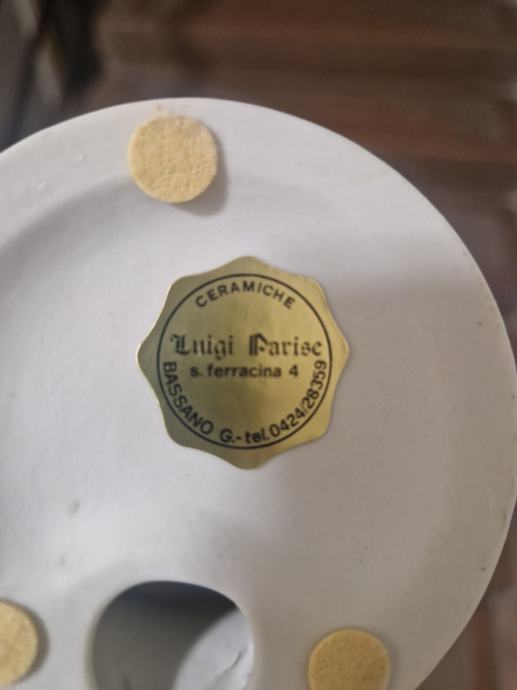 CERAMICHE
Luigi Parise
s. ferracina 4
BASSANO G.- tel. 0424/28359